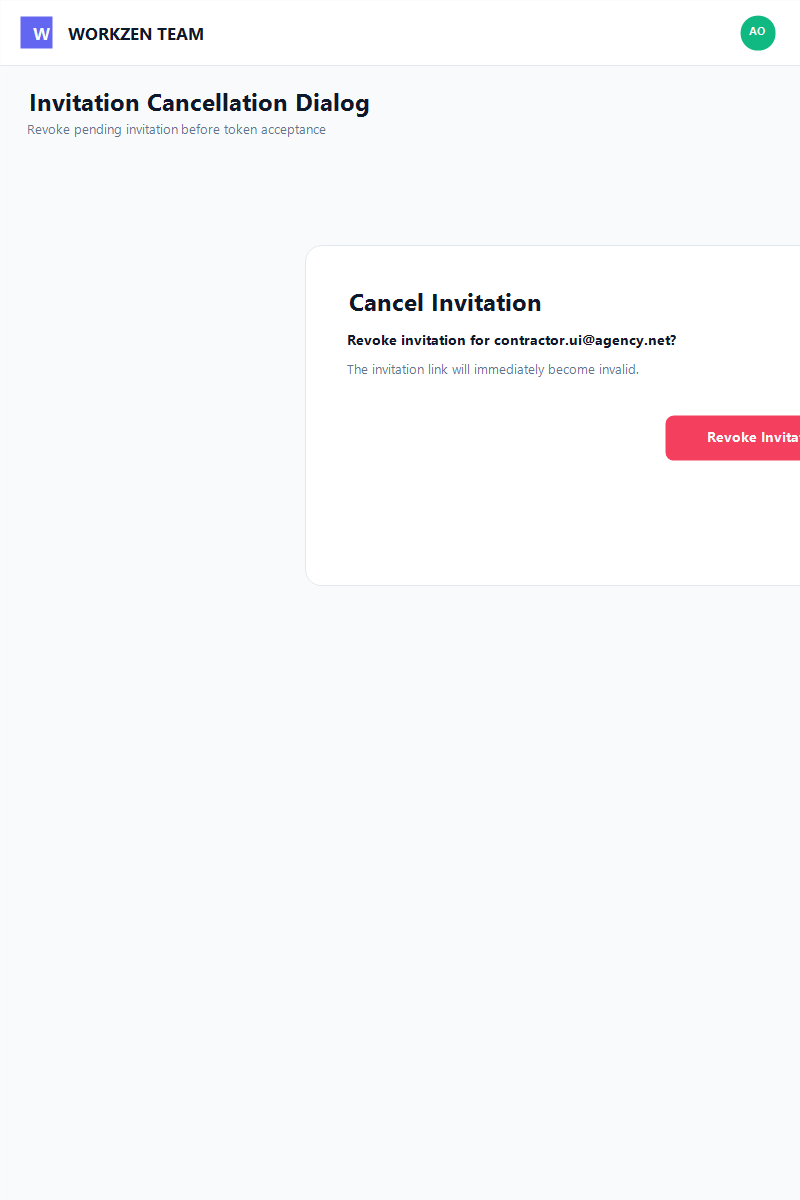 W WORKZEN TEAM
AO
Invitation Cancellation Dialog
Revoke pending invitation before token acceptance
Cancel Invitation
Revoke invitation for contractor.ui@agency.net?
The invitation link will immediately become invalid.
Revoke